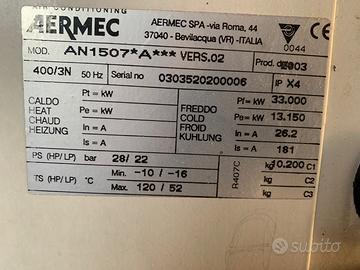 AIR CONDITIONING
AERMEC
AERMEC SPA-via Roma, 44
37040 - Bevilacqua (VR) -ITALIA
0044
MOD. AN1507*A*** VERS.02
Prod. date 2003
400/3N 50 Hz Serial no 0303520200006 IP X4
CALDO HEAT CHAUD HEIZUNG
Pt = kW
Pe = kW
In = A
Is = A
FREDDO COLD FROID KUHLUNG
Pf = kW 33.000
Pe = kW 13.150
In = A 26.2
Is = A 181
PS (HP/LP) bar 28/ 22
TS (HP/LP) °C Min. -10 / -16
Max. 120 / 52
R407C
kg 10.200 C1
kg C2
kg C3
subito